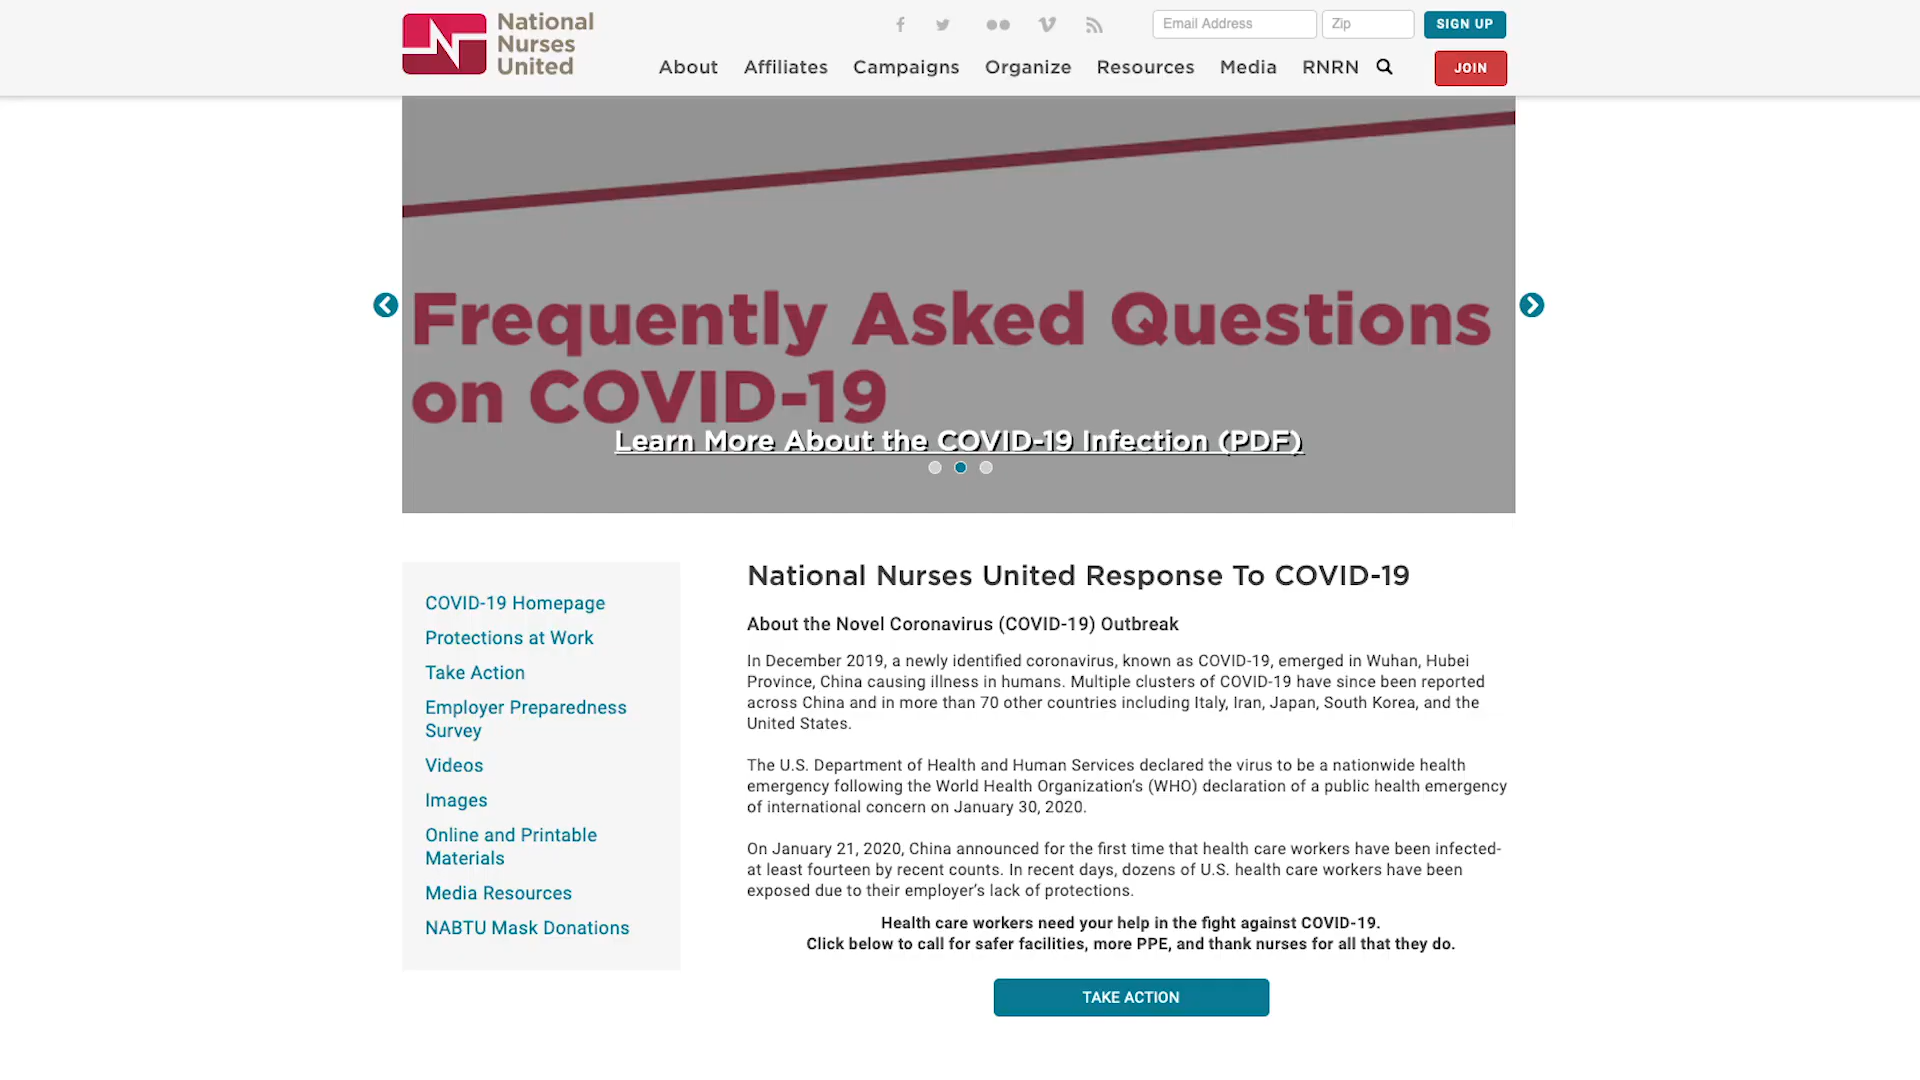 National
Nurses
United
Email Address
Zip
SIGN UP
About
Affiliates
Campaigns
Organize
Resources
Media
RNRN
JOIN
Frequently Asked Questions
on COVID-19
Learn More About the COVID-19 Infection (PDF)
COVID-19 Homepage
Protections at Work
Take Action
Employer Preparedness
Survey
Videos
Images
Online and Printable
Materials
Media Resources
NABTU Mask Donations
National Nurses United Response To COVID-19
About the Novel Coronavirus (COVID-19) Outbreak
In December 2019, a newly identified coronavirus, known as COVID-19, emerged in Wuhan, Hubei
Province, China causing illness in humans. Multiple clusters of COVID-19 have since been reported
across China and in more than 70 other countries including Italy, Iran, Japan, South Korea, and the
United States.
The U.S. Department of Health and Human Services declared the virus to be a nationwide health
emergency following the World Health Organization’s (WHO) declaration of a public health emergency
of international concern on January 30, 2020.
On January 21, 2020, China announced for the first time that health care workers have been infected-
at least fourteen by recent counts. In recent days, dozens of U.S. health care workers have been
exposed due to their employer’s lack of protections.
Health care workers need your help in the fight against COVID-19.
Click below to call for safer facilities, more PPE, and thank nurses for all that they do.
TAKE ACTION